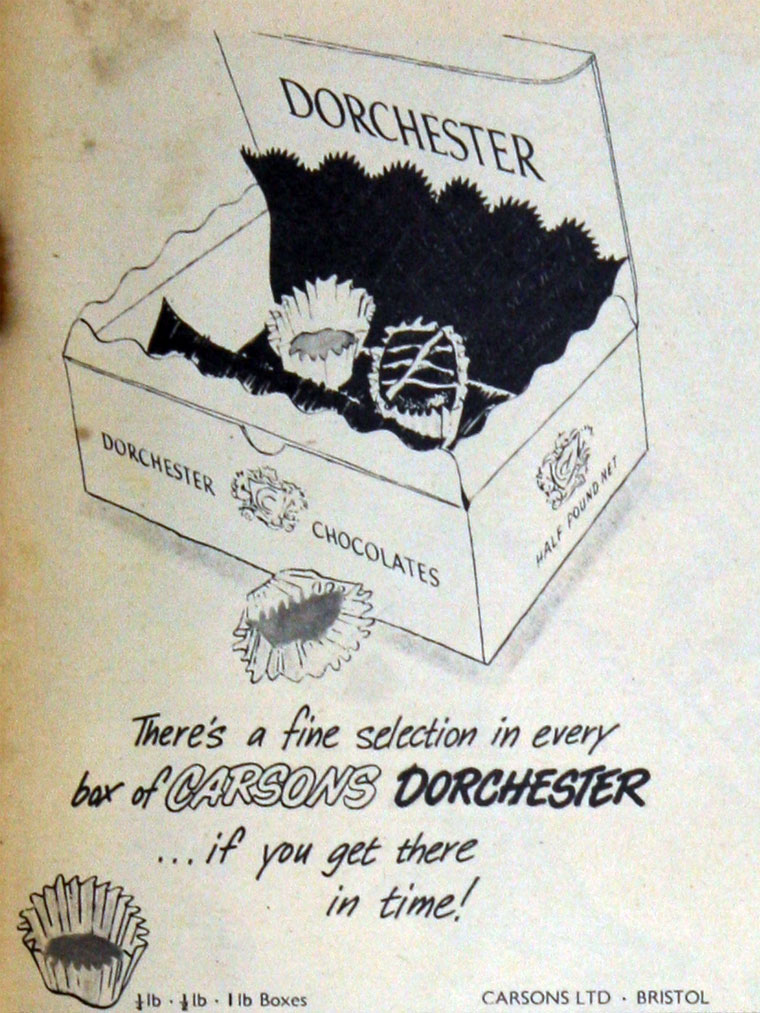 DORCHESTER
DORCHESTER
CHOCOLATES
HALF POUND NET
There's a fine selection in every
box of CARSONS DORCHESTER
...if you get there
in time!
¼lb · ½lb · 1lb Boxes
CARSONS LTD · BRISTOL